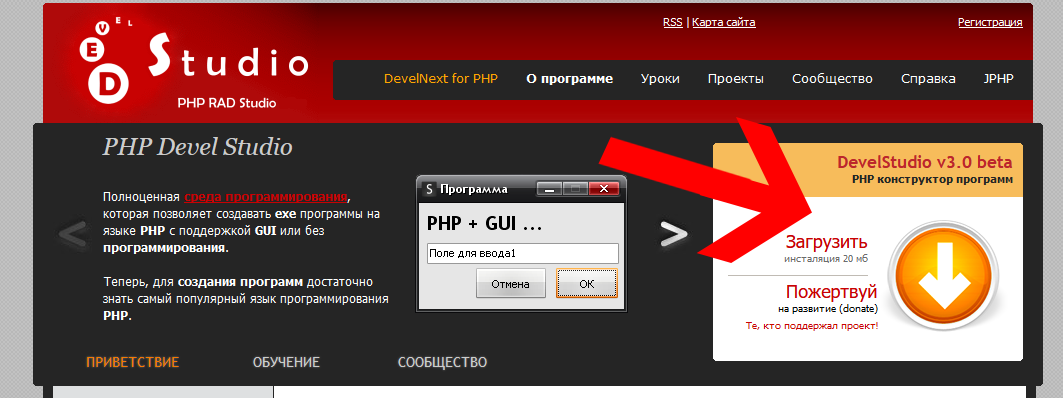 RSS | Карта сайта
Регистрация
DEVEL Studio
PHP RAD Studio
DevelNext for PHP О программе Уроки Проекты Сообщество Справка JPHP
PHP Devel Studio
Полноценная среда программирования,
которая позволяет создавать exe программы на
языке PHP с поддержкой GUI или без
программирования.
Теперь, для создания программ достаточно
знать самый популярный язык программирования
PHP.
S Программа
PHP + GUI ...
Поле для ввода1
Отмена
OK
DevelStudio v3.0 beta
PHP конструктор программ
Загрузить
инсталяция 20 мб
Пожертвуй
на развитие (donate)
Те, кто поддержал проект!
ПРИВЕТСТВИЕ ОБУЧЕНИЕ СООБЩЕСТВО